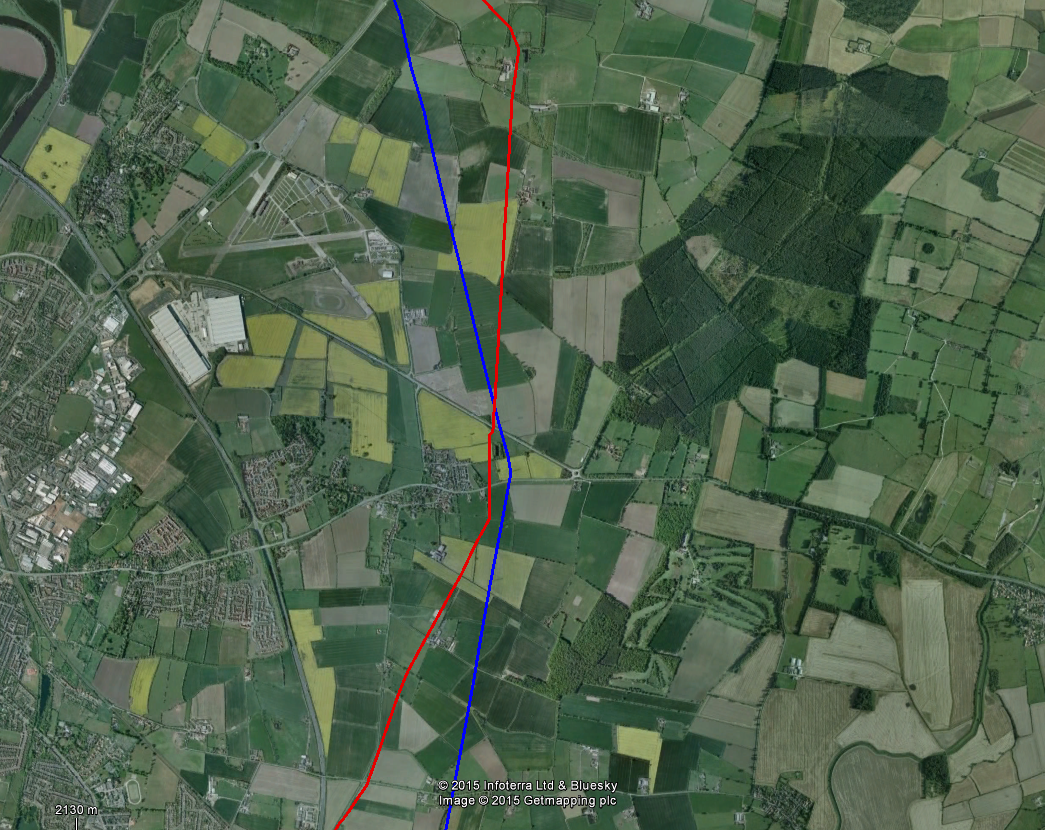 © 2015 Infoterra Ltd & Bluesky
Image © 2015 Getmapping plc
2130 m